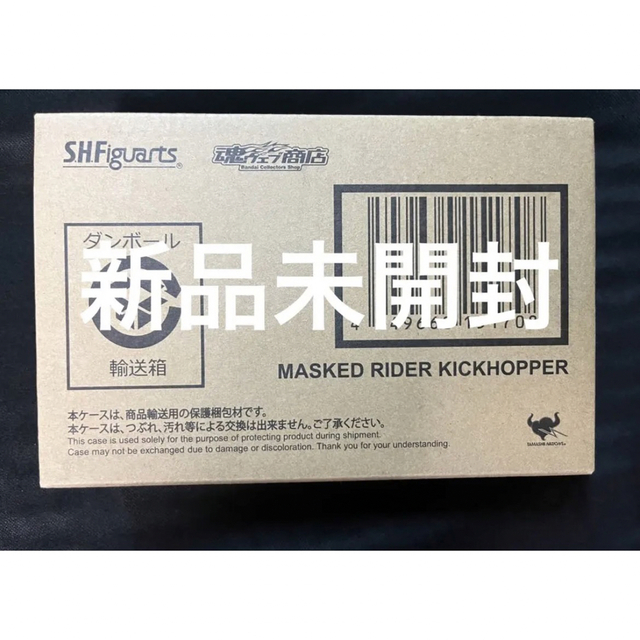 S.H.Figuarts®
魂ウェブ商店
Bandai Collectors Shop
ダンボール
新品未開封
輸送箱
MASKED RIDER KICKHOPPER
本ケースは、商品輸送用の保護梱包材です。
本ケースは、つぶれ、汚れ等による交換は出来ません。ご了承ください。
This case is used solely for the purpose of protecting product during shipment.
Case may not be exchanged due to damage or discoloration. Thank you for your understanding.
TAMASHII NATIONS